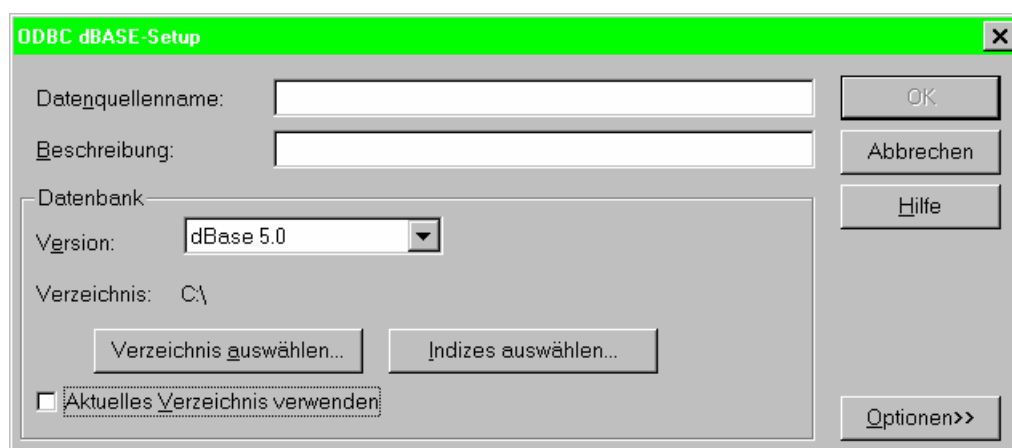 ODBC dBASE-Setup
Datenquellenname:
OK
Beschreibung:
Abbrechen
Datenbank
Hilfe
Version:
dBase 5.0
Verzeichnis: C:\
Verzeichnis auswählen...
Indizes auswählen...
Aktuelles Verzeichnis verwenden
Optionen>>